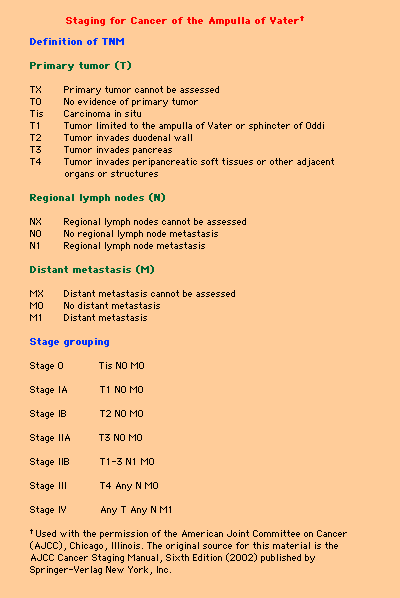 Staging for Cancer of the Ampulla of Vater†
Definition of TNM
Primary tumor (T)
TX Primary tumor cannot be assessed
T0 No evidence of primary tumor
Tis Carcinoma in situ
T1 Tumor limited to the ampulla of Vater or sphincter of Oddi
T2 Tumor invades duodenal wall
T3 Tumor invades pancreas
T4 Tumor invades peripancreatic soft tissues or other adjacent
organs or structures
Regional lymph nodes (N)
NX Regional lymph nodes cannot be assessed
N0 No regional lymph node metastasis
N1 Regional lymph node metastasis
Distant metastasis (M)
MX Distant metastasis cannot be assessed
M0 No distant metastasis
M1 Distant metastasis
Stage grouping
Stage 0 Tis N0 M0
Stage IA T1 N0 M0
Stage IB T2 N0 M0
Stage IIA T3 N0 M0
Stage IIB T1-3 N1 M0
Stage III T4 Any N M0
Stage IV Any T Any N M1
†Used with the permission of the American Joint Committee on Cancer
(AJCC), Chicago, Illinois. The original source for this material is the
AJCC Cancer Staging Manual, Sixth Edition (2002) published by
Springer-Verlag New York, Inc.